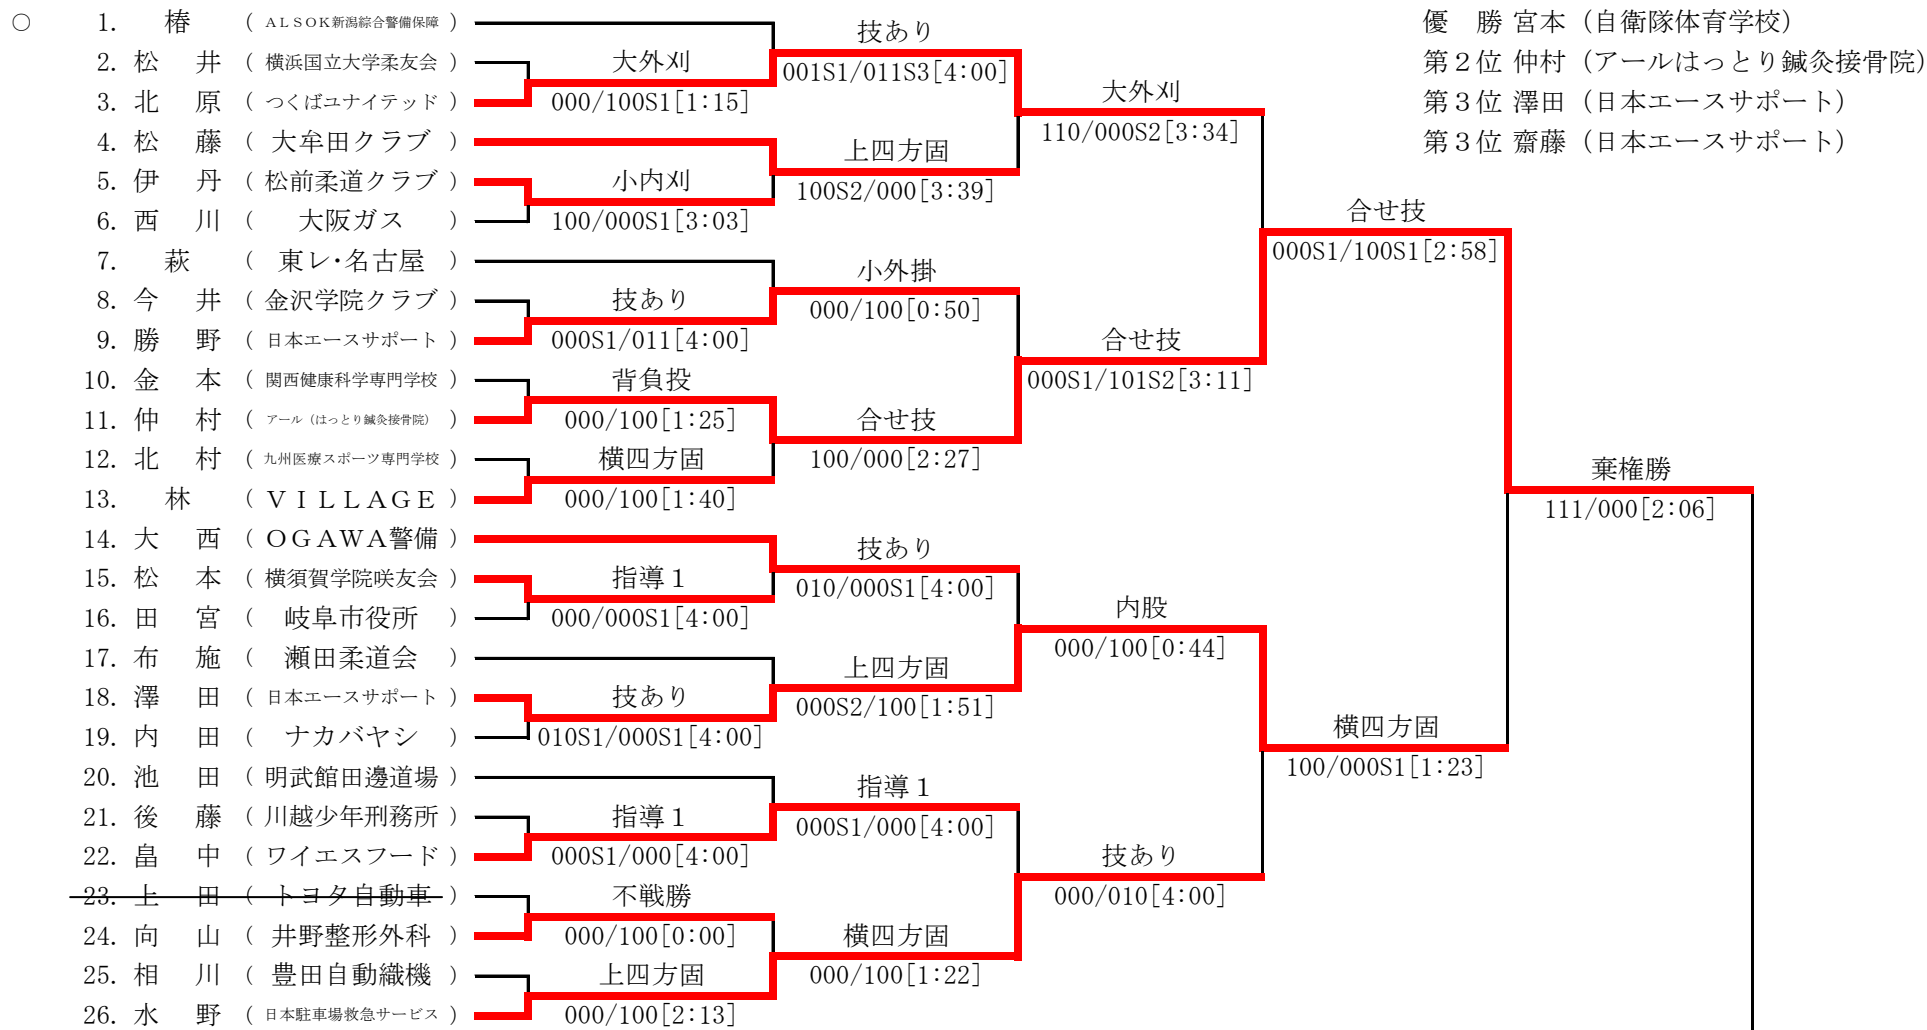 ○ 1. 椿 ( ALSOK新潟綜合警備保障 )
2. 松 井 ( 横浜国立大学柔友会 )
3. 北 原 ( つくばユナイテッド )
4. 松 藤 ( 大牟田クラブ )
5. 伊 丹 ( 松前柔道クラブ )
6. 西 川 ( 大阪ガス )
7. 萩 ( 東レ・名古屋 )
8. 今 井 ( 金沢学院クラブ )
9. 勝 野 ( 日本エースサポート )
10. 金 本 ( 関西健康科学専門学校 )
11. 仲 村 ( アール（はっとり鍼灸接骨院） )
12. 北 村 ( 九州医療スポーツ専門学校 )
13. 林 ( VILLAGE )
14. 大 西 ( OGAWA警備 )
15. 松 本 ( 横須賀学院咲友会 )
16. 田 宮 ( 岐阜市役所 )
17. 布 施 ( 瀬田柔道会 )
18. 澤 田 ( 日本エースサポート )
19. 内 田 ( ナカバヤシ )
20. 池 田 ( 明武館田邊道場 )
21. 後 藤 ( 川越少年刑務所 )
22. 畠 中 ( ワイエスフード )
23. 上 田 ( トヨタ自動車 )
24. 向 山 ( 井野整形外科 )
25. 相 川 ( 豊田自動織機 )
26. 水 野 ( 日本駐車場救急サービス )
大外刈
000/100S1[1:15]
小内刈
100/000S1[3:03]
技あり
000S1/011[4:00]
背負投
000/100[1:25]
横四方固
000/100[1:40]
指導１
000/000S1[4:00]
技あり
010S1/000S1[4:00]
指導１
000S1/000[4:00]
不戦勝
000/100[0:00]
上四方固
000/100[2:13]
技あり
001S1/011S3[4:00]
上四方固
100S2/000[3:39]
小外掛
000/100[0:50]
合せ技
100/000[2:27]
技あり
010/000S1[4:00]
上四方固
000S2/100[1:51]
指導１
000S1/000[4:00]
横四方固
000/100[1:22]
大外刈
110/000S2[3:34]
合せ技
000S1/101S2[3:11]
内股
000/100[0:44]
技あり
000/010[4:00]
合せ技
000S1/100S1[2:58]
横四方固
100/000S1[1:23]
棄権勝
111/000[2:06]
優　勝 宮本（自衛隊体育学校）
第２位 仲村（アールはっとり鍼灸接骨院）
第３位 澤田（日本エースサポート）
第３位 齋藤（日本エースサポート）